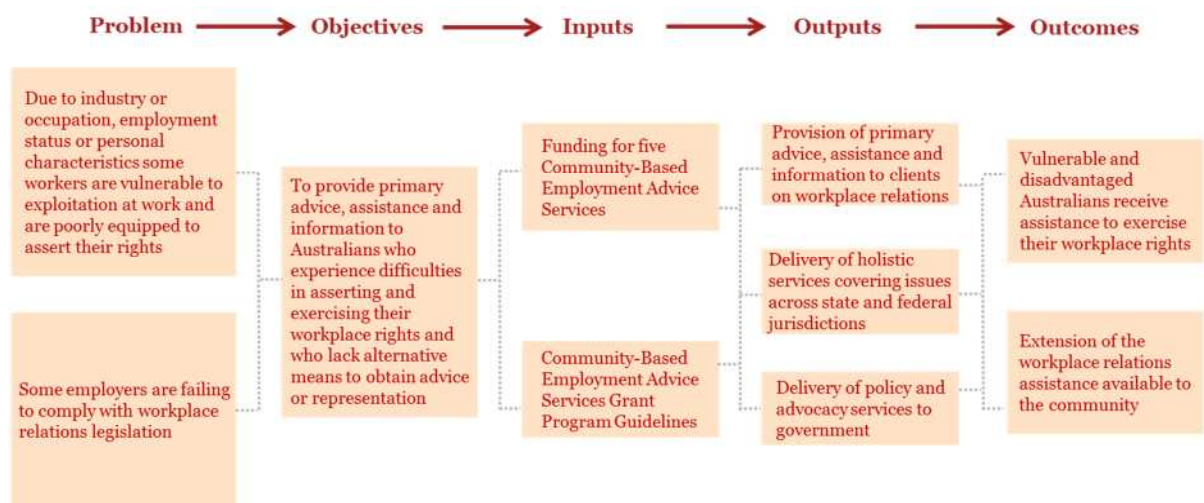 Problem
Objectives
Inputs
Outputs
Outcomes
Due to industry or
occupation, employment
status or personal
characteristics some
workers are vulnerable to
exploitation at work and
are poorly equipped to
assert their rights
Some employers are failing
to comply with workplace
relations legislation
To provide primary
advice, assistance and
information to
Australians who
experience difficulties
in asserting and
exercising their
workplace rights and
who lack alternative
means to obtain advice
or representation
Funding for five
Community-Based
Employment Advice
Services
Community-Based
Employment Advice
Services Grant
Program Guidelines
Provision of primary
advice, assistance and
information to clients
on workplace relations
Delivery of holistic
services covering issues
across state and federal
jurisdictions
Delivery of policy and
advocacy services to
government
Vulnerable and
disadvantaged
Australians receive
assistance to exercise
their workplace rights
Extension of the
workplace relations
assistance available to
the community